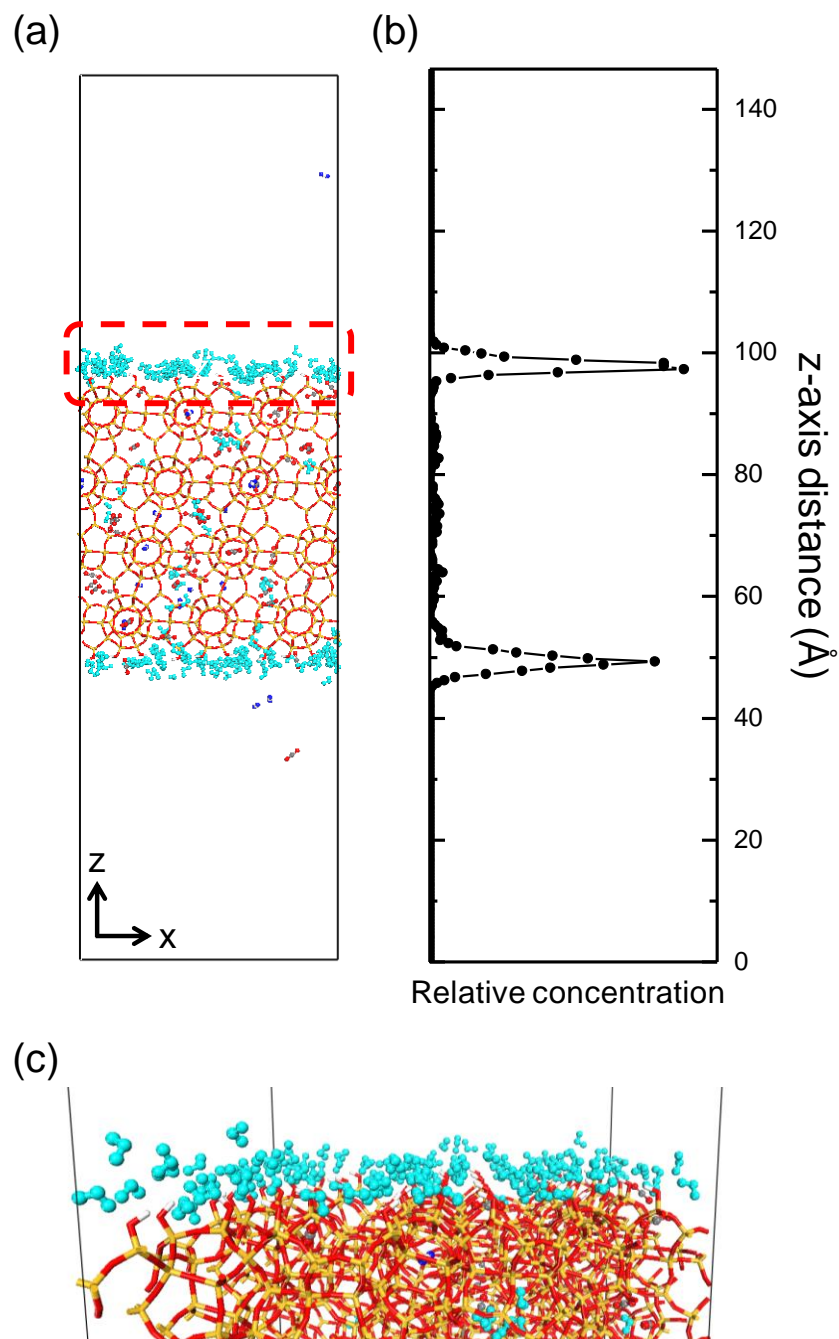 (a)
(b)
140
120
100
80
60
40
20
0
z-axis distance (Å)
z
x
Relative concentration
(c)